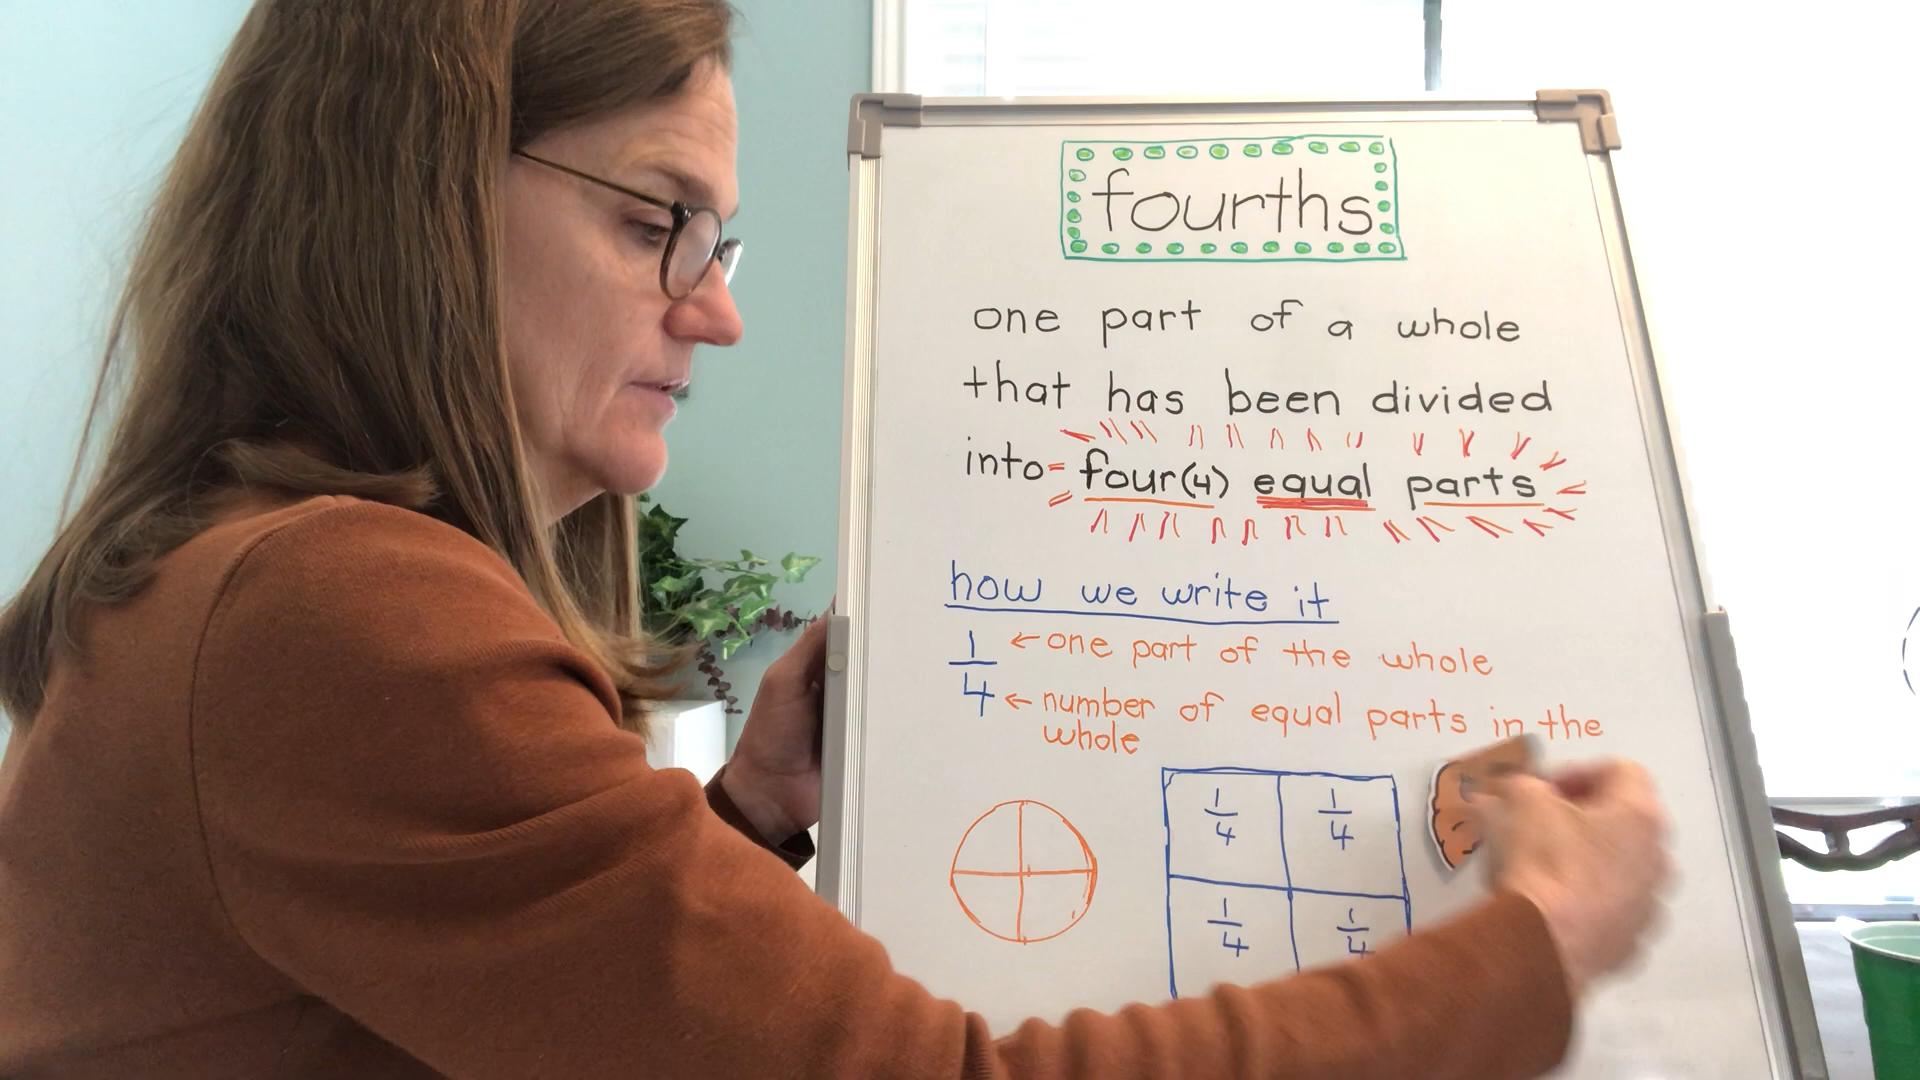 fourths
one part of a whole
that has been divided
into four(4) equal parts
how we write it
1 ← one part of the whole
4 ← number of equal parts in the
whole
1/4 1/4
1/4 1/4